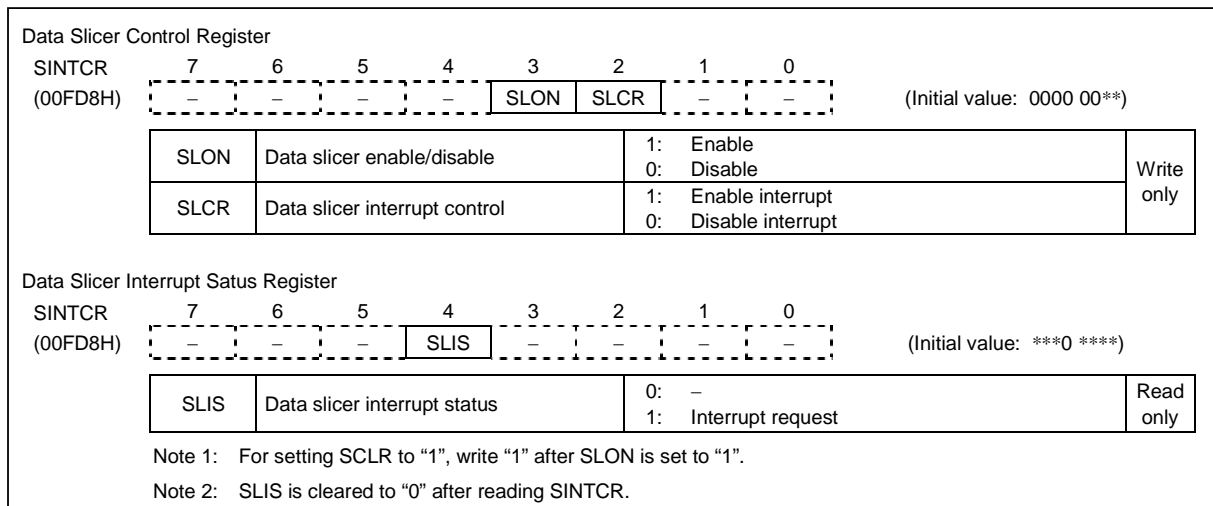 Data Slicer Control Register
SINTCR 7 6 5 4 3 2 1 0
(00FD8H) – – – – SLON SLCR – – (Initial value: 0000 00**)
SLON Data slicer enable/disable 1: Enable
0: Disable
Write only
SLCR Data slicer interrupt control 1: Enable interrupt
0: Disable interrupt
Data Slicer Interrupt Satus Register
SINTCR 7 6 5 4 3 2 1 0
(00FD8H) – – – SLIS – – – – (Initial value: ***0 ****)
SLIS Data slicer interrupt status 0: –
1: Interrupt request
Read only
Note 1: For setting SCLR to “1”, write “1” after SLON is set to “1”.
Note 2: SLIS is cleared to “0” after reading SINTCR.